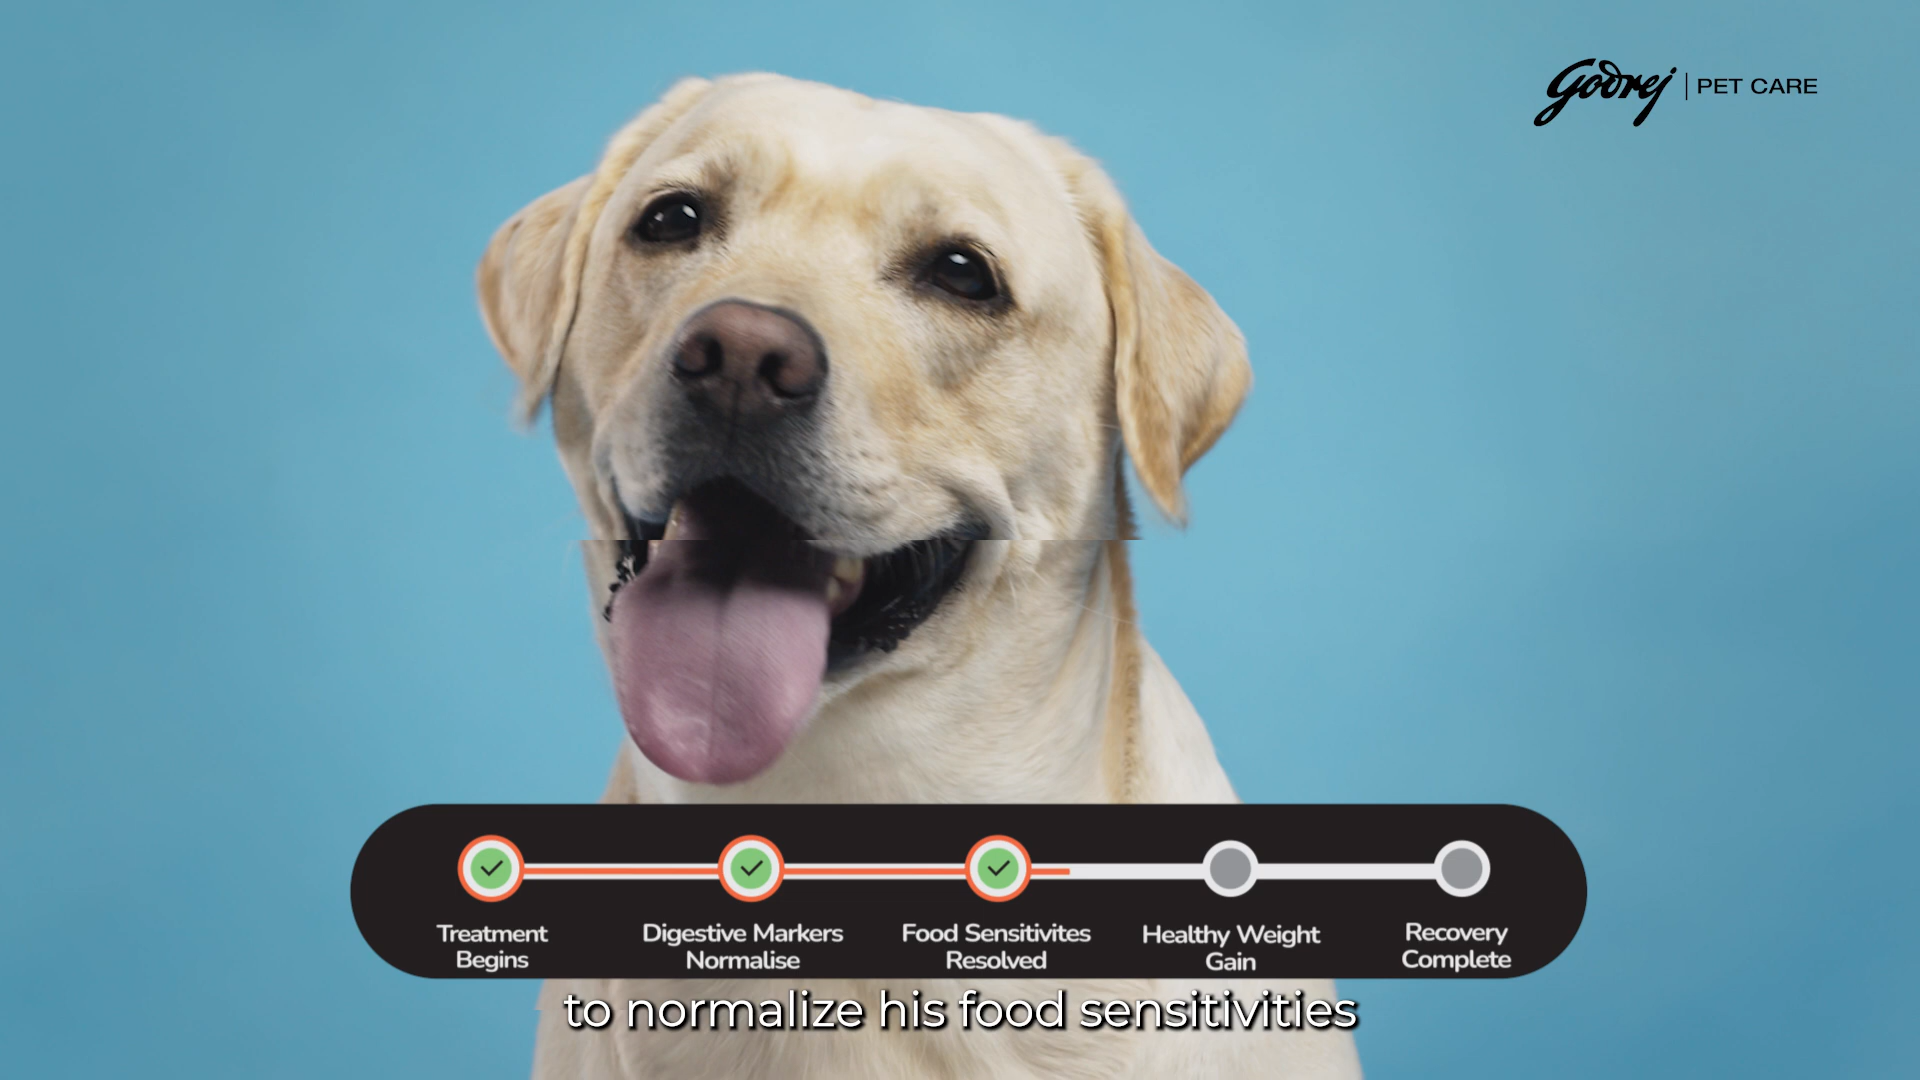 Godrej | PET CARE
Treatment
Begins
Digestive Markers
Normalise
Food Sensitivites
Resolved
Healthy Weight
Gain
Recovery
Complete
to normalize his food sensitivities